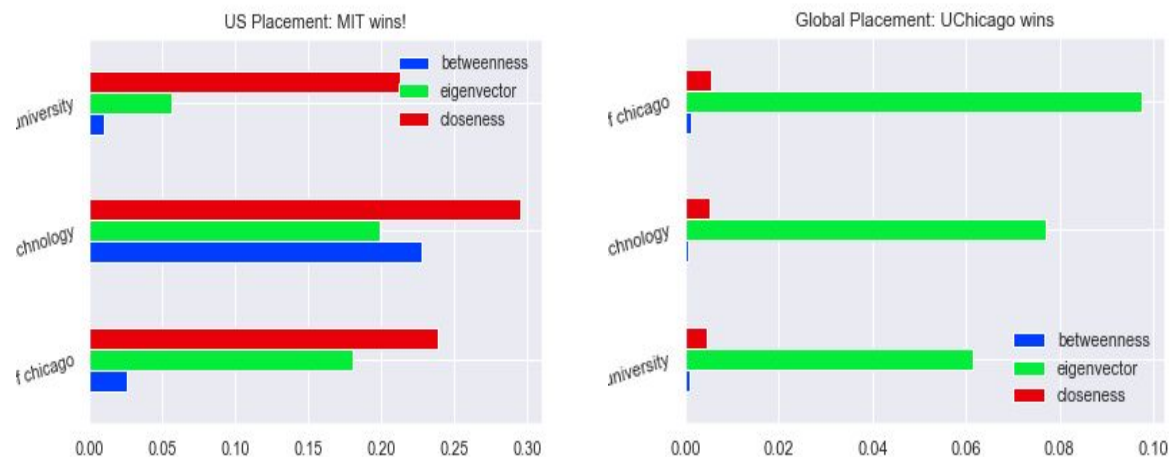 US Placement: MIT wins!
betweenness
eigenvector
closeness
university
chnology
f chicago
0.00 0.05 0.10 0.15 0.20 0.25 0.30
Global Placement: UChicago wins
f chicago
chnology
university
betweenness
eigenvector
closeness
0.00 0.02 0.04 0.06 0.08 0.10